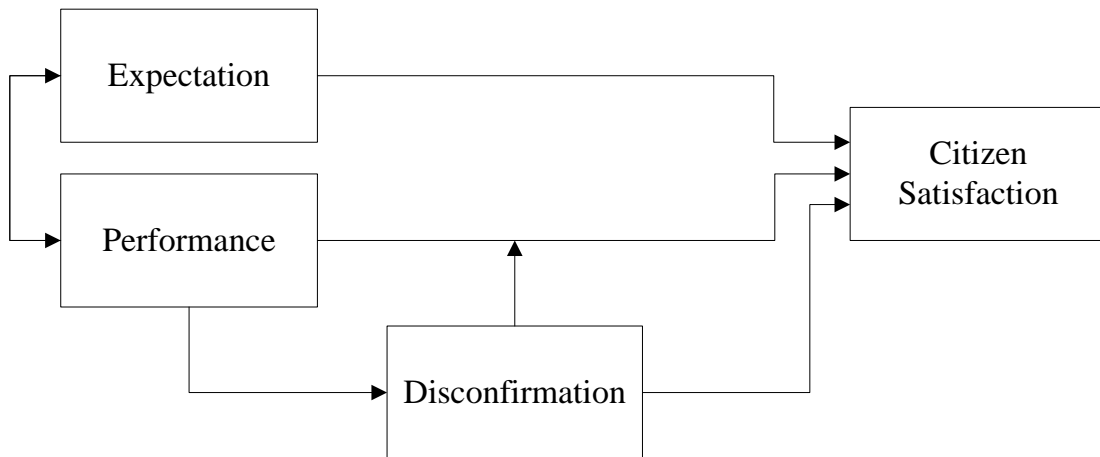 Expectation
Citizen
Satisfaction
Performance
Disconfirmation